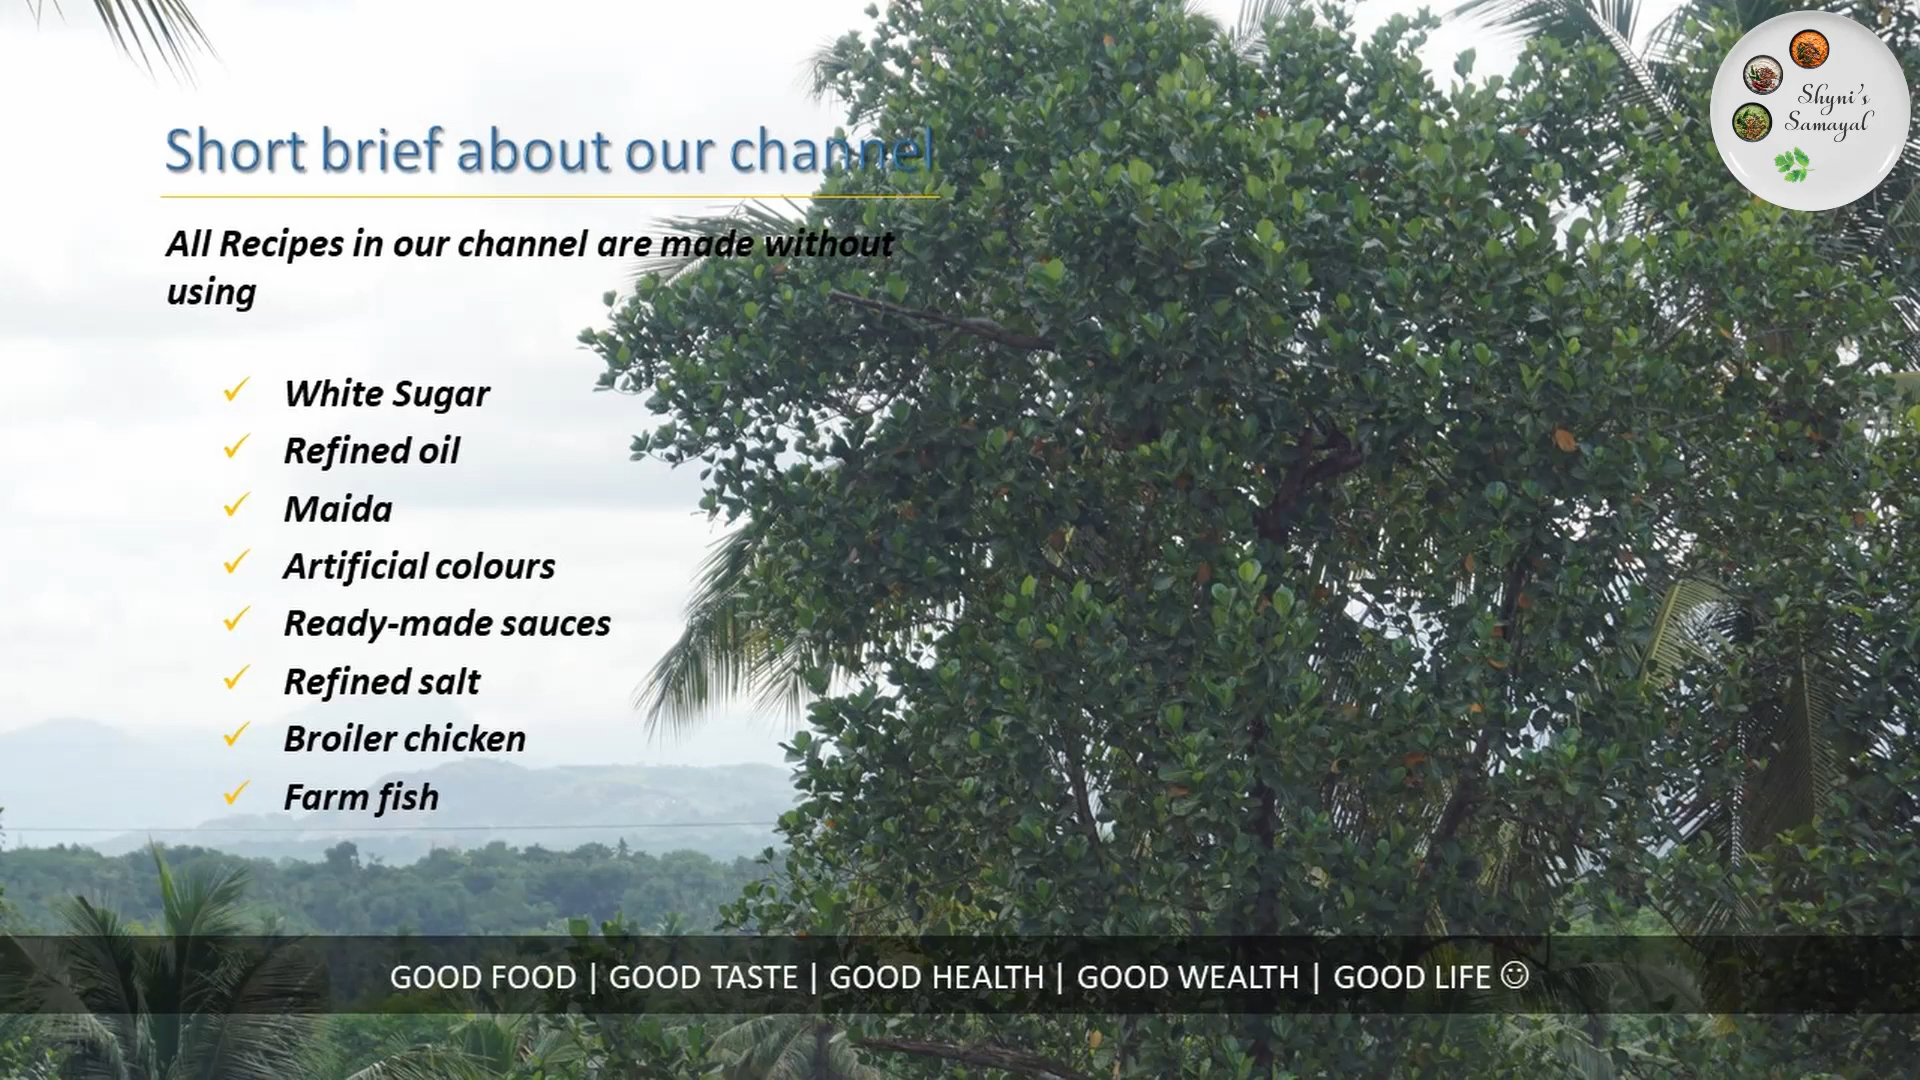 Shyni's
Samayal
Short brief about our channel
All Recipes in our channel are made without
using
✓ White Sugar
✓ Refined oil
✓ Maida
✓ Artificial colours
✓ Ready-made sauces
✓ Refined salt
✓ Broiler chicken
✓ Farm fish
GOOD FOOD | GOOD TASTE | GOOD HEALTH | GOOD WEALTH | GOOD LIFE ☺